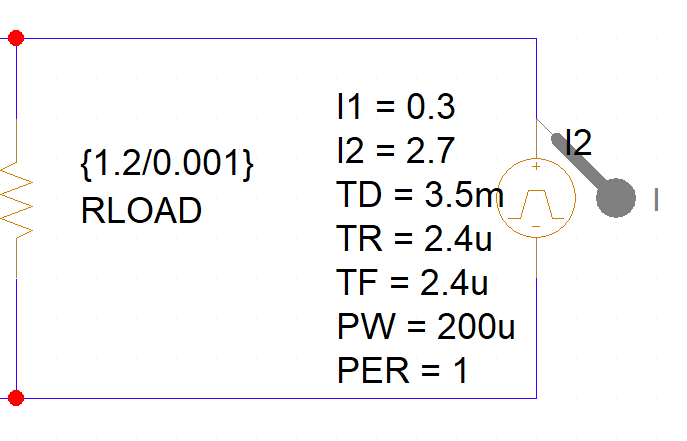 {1.2/0.001}
RLOAD
I1 = 0.3
I2 = 2.7
TD = 3.5m
TR = 2.4u
TF = 2.4u
PW = 200u
PER = 1
I2
I